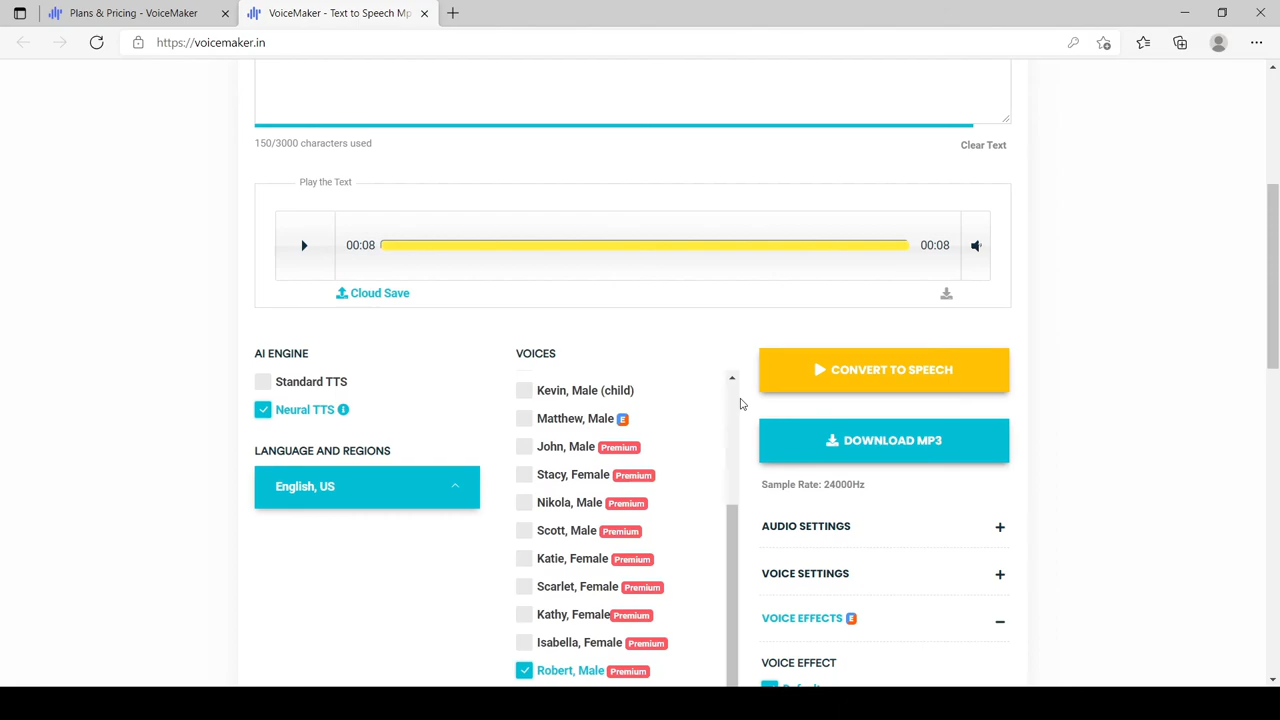 Plans & Pricing - VoiceMaker
VoiceMaker - Text to Speech Mp
https://voicemaker.in
150/3000 characters used
Clear Text
Play the Text
00:08
00:08
Cloud Save
AI ENGINE
Standard TTS
Neural TTS
LANGUAGE AND REGIONS
English, US
VOICES
Kevin, Male (child)
Matthew, Male E
John, Male Premium
Stacy, Female Premium
Nikola, Male Premium
Scott, Male Premium
Katie, Female Premium
Scarlet, Female Premium
Kathy, Female Premium
Isabella, Female Premium
Robert, Male Premium
CONVERT TO SPEECH
DOWNLOAD MP3
Sample Rate: 24000Hz
AUDIO SETTINGS
VOICE SETTINGS
VOICE EFFECTS E
VOICE EFFECT